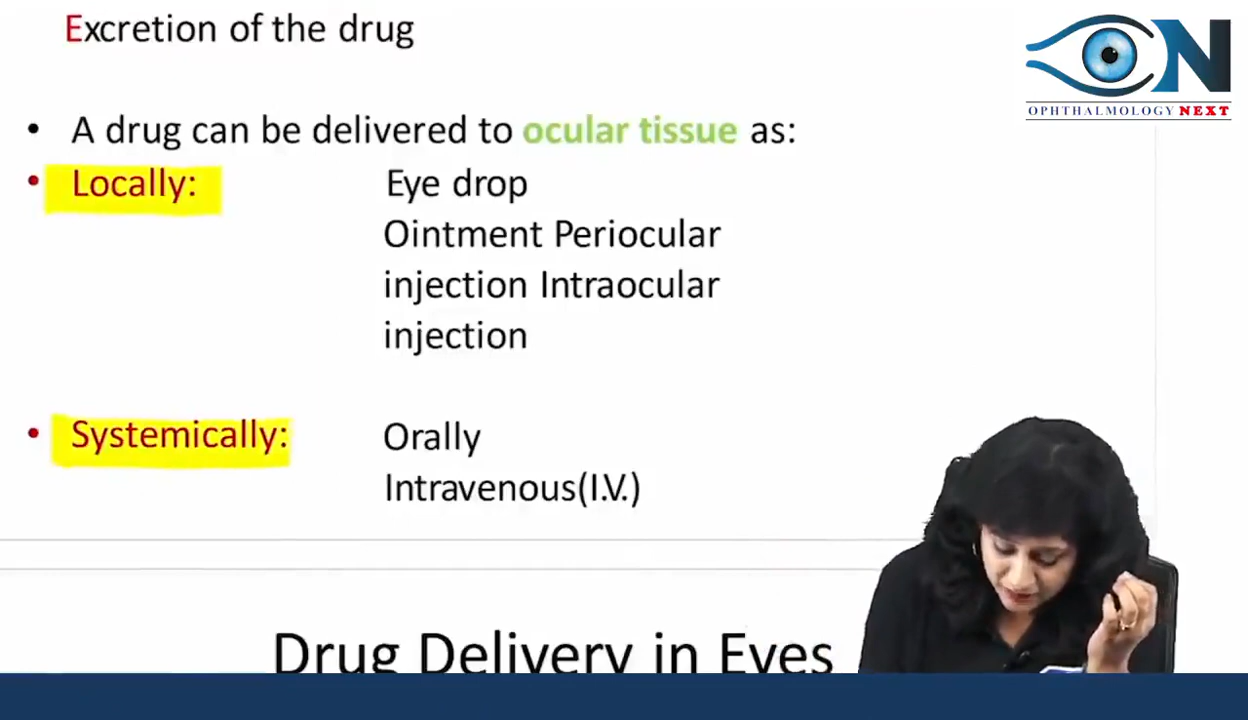 Excretion of the drug
ON
OPHTHALMOLOGY NEXT
• A drug can be delivered to ocular tissue as:
• Locally: Eye drop
Ointment Periocular
injection Intraocular
injection
• Systemically: Orally
Intravenous(I.V.)
Drug Delivery in Eyes